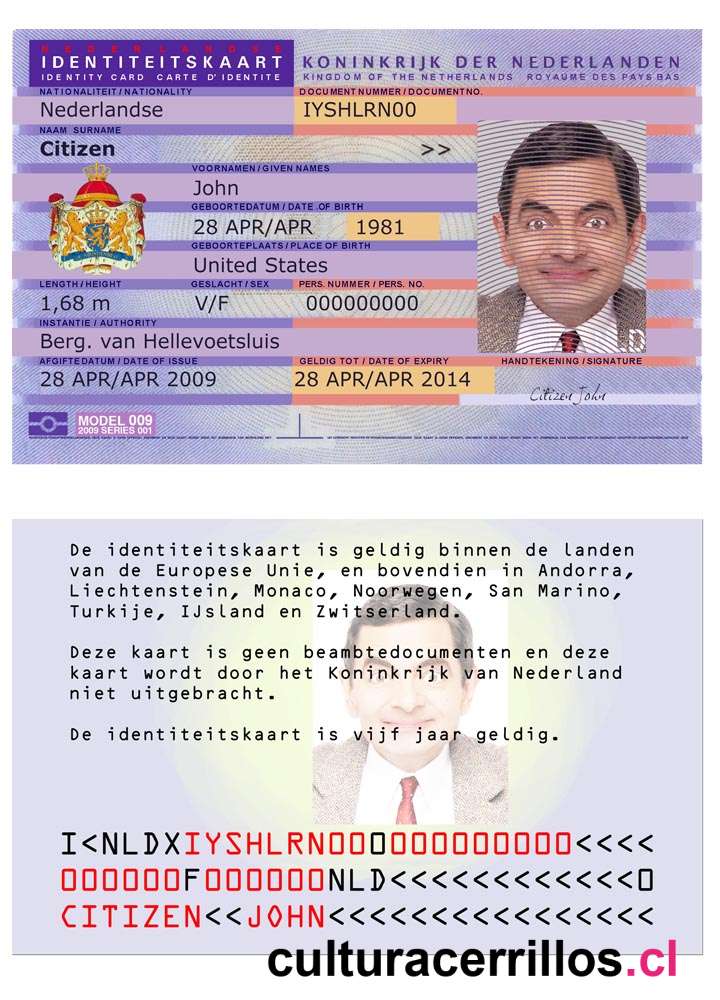 NEDERLANDSE
IDENTITEITSKAART
IDENTITY CARD CARTE D'IDENTITE
KONINKRIJK DER NEDERLANDEN
KINGDOM OF THE NETHERLANDS ROYAUME DES PAYS BAS
NATIONALITEIT / NATIONALITY DOCUMENT NUMBER / DOCUMENT NO.
Nederlandse IYSHLRN00
NAAM SURNAME
Citizen >>
VOORNAMEN / GIVEN NAMES
John
GEBOORTEDATUM / DATE .OF BIRTH
28 APR/APR 1981
GEBOORTEPLAATS / PLACE OF BIRTH
United States
LENGTH / HEIGHT GESLACHT / SEX PERS. NUMMER / PERS. NO.
1,68 m V/F 000000000
INSTANTIE / AUTHORITY
Berg. van Hellevoetsluis
AFGIFTEDATUM / DATE OF ISSUE GELDIG TOT / DATE OF EXPIRY HANDTEKENING / SIGNATURE
28 APR/APR 2009 28 APR/APR 2014
Citizen John
MODEL 009
2009 SERIES 001
De identiteitskaart is geldig binnen de landen
van de Europese Unie, en bovendien in Andorra,
Liechtenstein, Monaco, Noorwegen, San Marino,
Turkije, IJsland en Zwitserland.
Deze kaart is geen beambtedocumenten en deze
kaart wordt door het Koninkrijk van Nederland
niet uitgebracht.
De identiteitskaart is vijf jaar geldig.
I<NLDXIYSHLRN000000000000<<<<
000000F000000NLD<<<<<<<<<<<<0
CITIZEN<<JOHN<<<<<<<<<<<<<<<<
culturacerrillos.cl